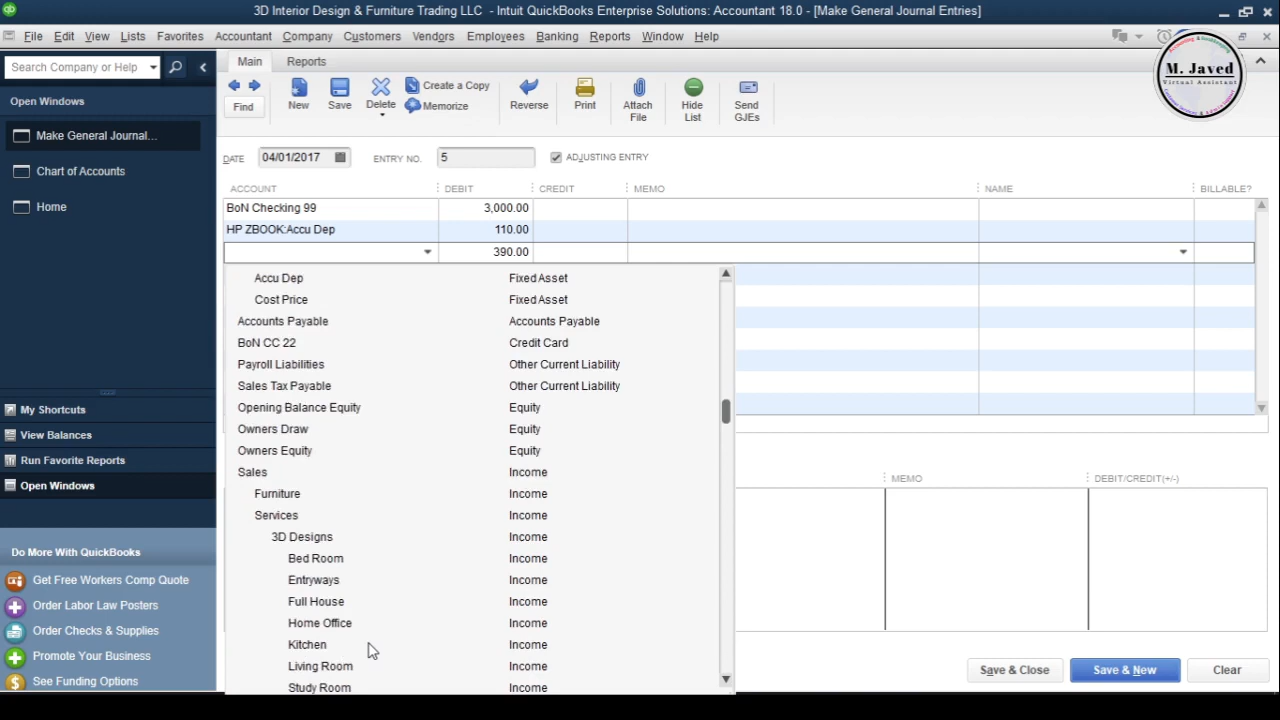 3D Interior Design & Furniture Trading LLC - Intuit QuickBooks Enterprise Solutions: Accountant 18.0 - [Make General Journal Entries]
File Edit View Lists Favorites Accountant Company Customers Vendors Employees Banking Reports Window Help
Search Company or Help
Main Reports
Find New Save Delete Create a Copy Memorize Reverse Print Attach File Hide List Send GJEs
M. Javed
Virtual Assistant
Open Windows
Make General Journal...
Chart of Accounts
Home
DATE 04/01/2017 ENTRY NO. 5 ADJUSTING ENTRY
ACCOUNT DEBIT CREDIT MEMO NAME BILLABLE?
BoN Checking 99 3,000.00
HP ZBOOK:Accu Dep 110.00
390.00
Accu Dep Fixed Asset
Cost Price Fixed Asset
Accounts Payable Accounts Payable
BoN CC 22 Credit Card
Payroll Liabilities Other Current Liability
Sales Tax Payable Other Current Liability
Opening Balance Equity Equity
Owners Draw Equity
Owners Equity Equity
Sales Income
Furniture Income
Services Income
3D Designs Income
Bed Room Income
Entryways Income
Full House Income
Home Office Income
Kitchen Income
Living Room Income
Study Room Income
My Shortcuts
View Balances
Run Favorite Reports
Open Windows
Do More With QuickBooks
Get Free Workers Comp Quote
Order Labor Law Posters
Order Checks & Supplies
Promote Your Business
See Funding Options
MEMO DEBIT/CREDIT(+/-)
Save & Close Save & New Clear